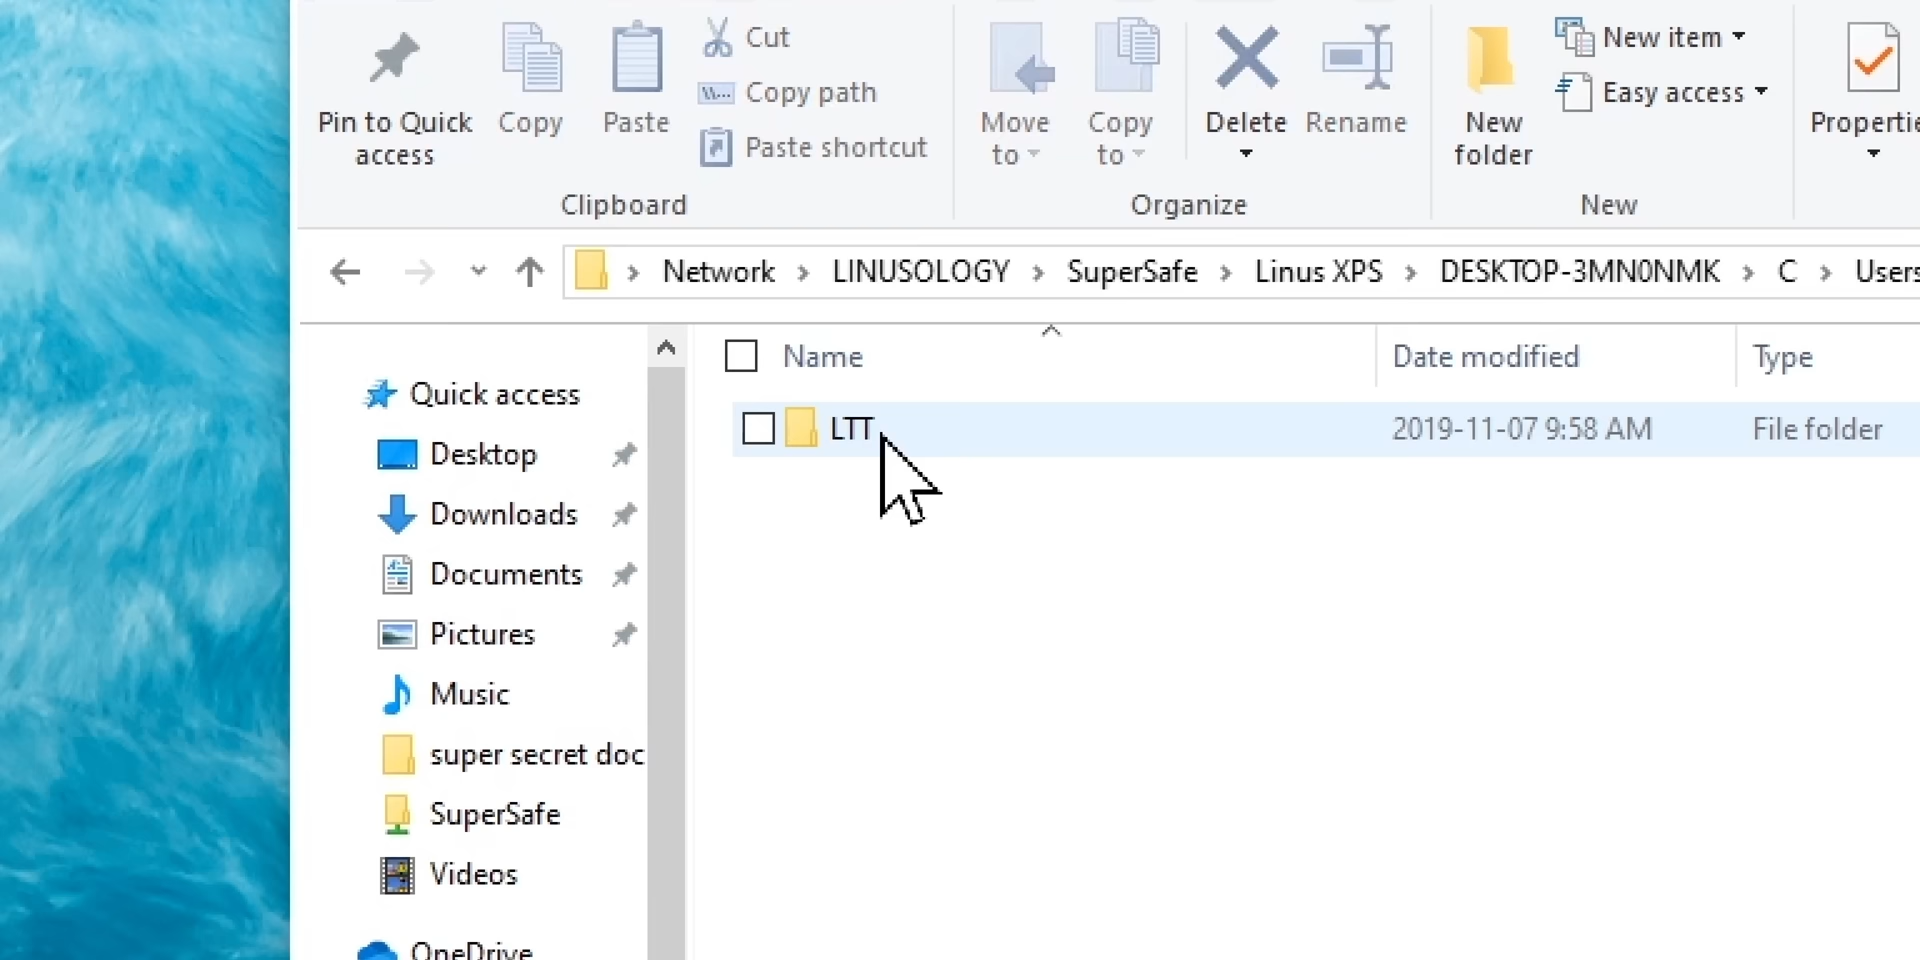 Pin to Quick
access
Copy
Paste
Cut
Copy path
Paste shortcut
Clipboard
Move
to
Copy
to
Delete
Rename
Organize
New
folder
New item
Easy access
New
Propertie
Network > LINUSOLOGY > SuperSafe > Linus XPS > DESKTOP-3MN0NMK > C > Users
Name
Date modified
Type
LTT
2019-11-07 9:58 AM
File folder
Quick access
Desktop
Downloads
Documents
Pictures
Music
super secret doc
SuperSafe
Videos
OneDrive